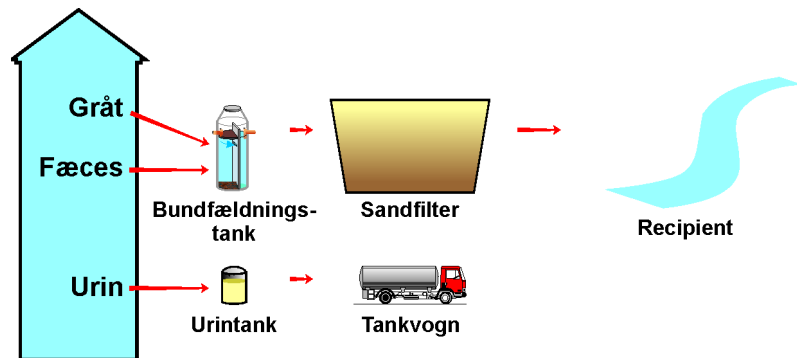 Gråt
Fæces
Bundfældnings-
tank
Sandfilter
Recipient
Urin
Urintank
Tankvogn